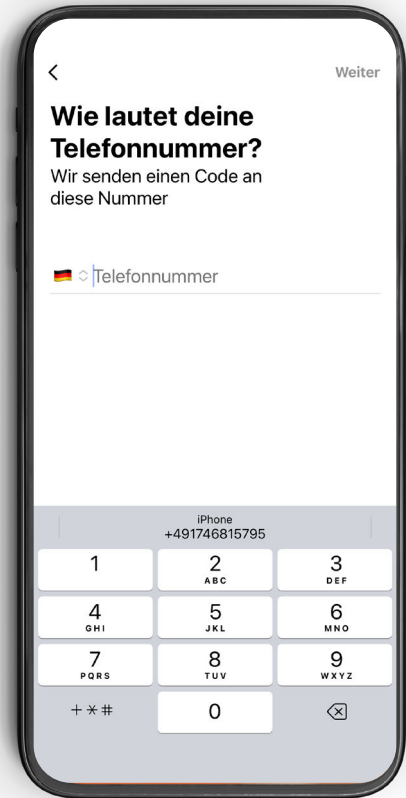 Weiter
Wie lautet deine
Telefonnummer?
Wir senden einen Code an
diese Nummer
Telefonnummer
iPhone
+491746815795
1
2
ABC
3
DEF
4
GHI
5
JKL
6
MNO
7
PQRS
8
TUV
9
WXYZ
+*#
0